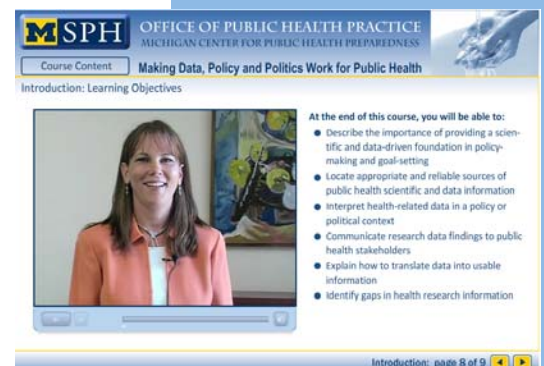 M SPH
OFFICE OF PUBLIC HEALTH PRACTICE
MICHIGAN CENTER FOR PUBLIC HEALTH PREPAREDNESS
Course Content
Making Data, Policy and Politics Work for Public Health
Introduction: Learning Objectives
At the end of this course, you will be able to:
Describe the importance of providing a scien-
tific and data-driven foundation in policy-
making and goal-setting
Locate appropriate and reliable sources of
public health scientific and data information
Interpret health-related data in a policy or
political context
Communicate research data findings to public
health stakeholders
Explain how to translate data into usable
information
Identify gaps in health research information
Introduction: page 8 of 9